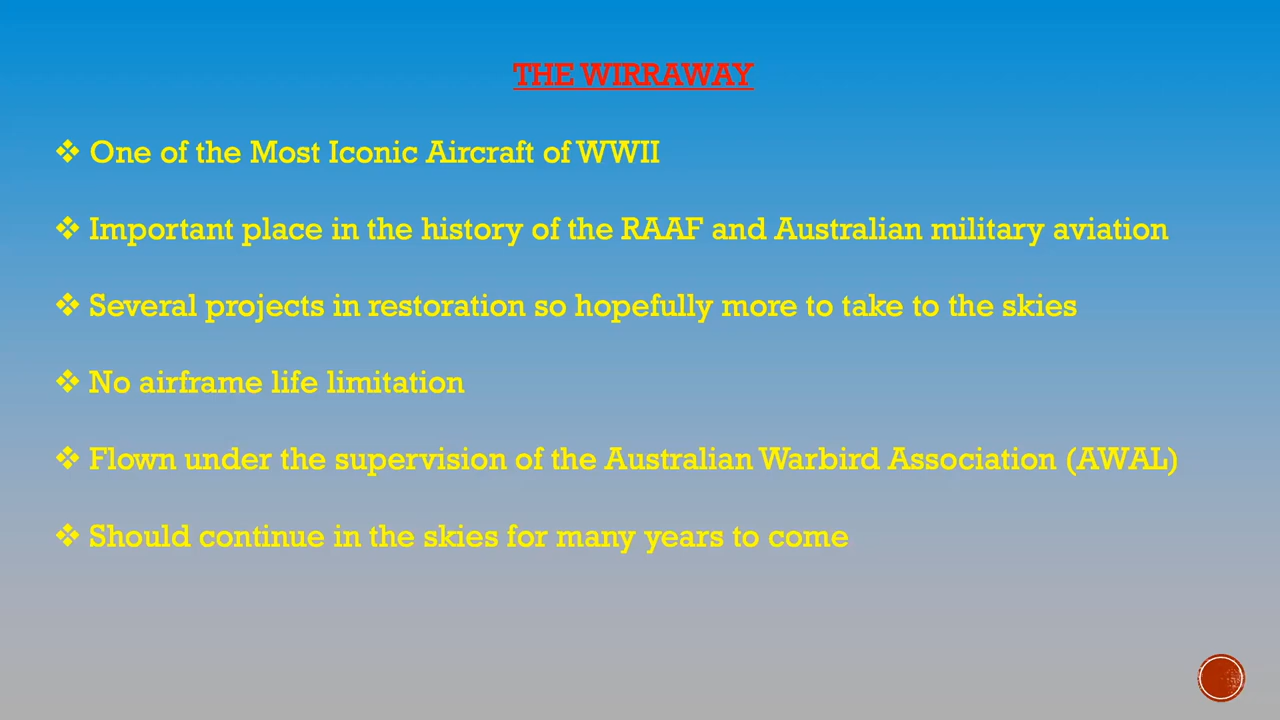 THE WIRRAWAY
❖ One of the Most Iconic Aircraft of WWII
❖ Important place in the history of the RAAF and Australian military aviation
❖ Several projects in restoration so hopefully more to take to the skies
❖ No airframe life limitation
❖ Flown under the supervision of the Australian Warbird Association (AWAL)
❖ Should continue in the skies for many years to come